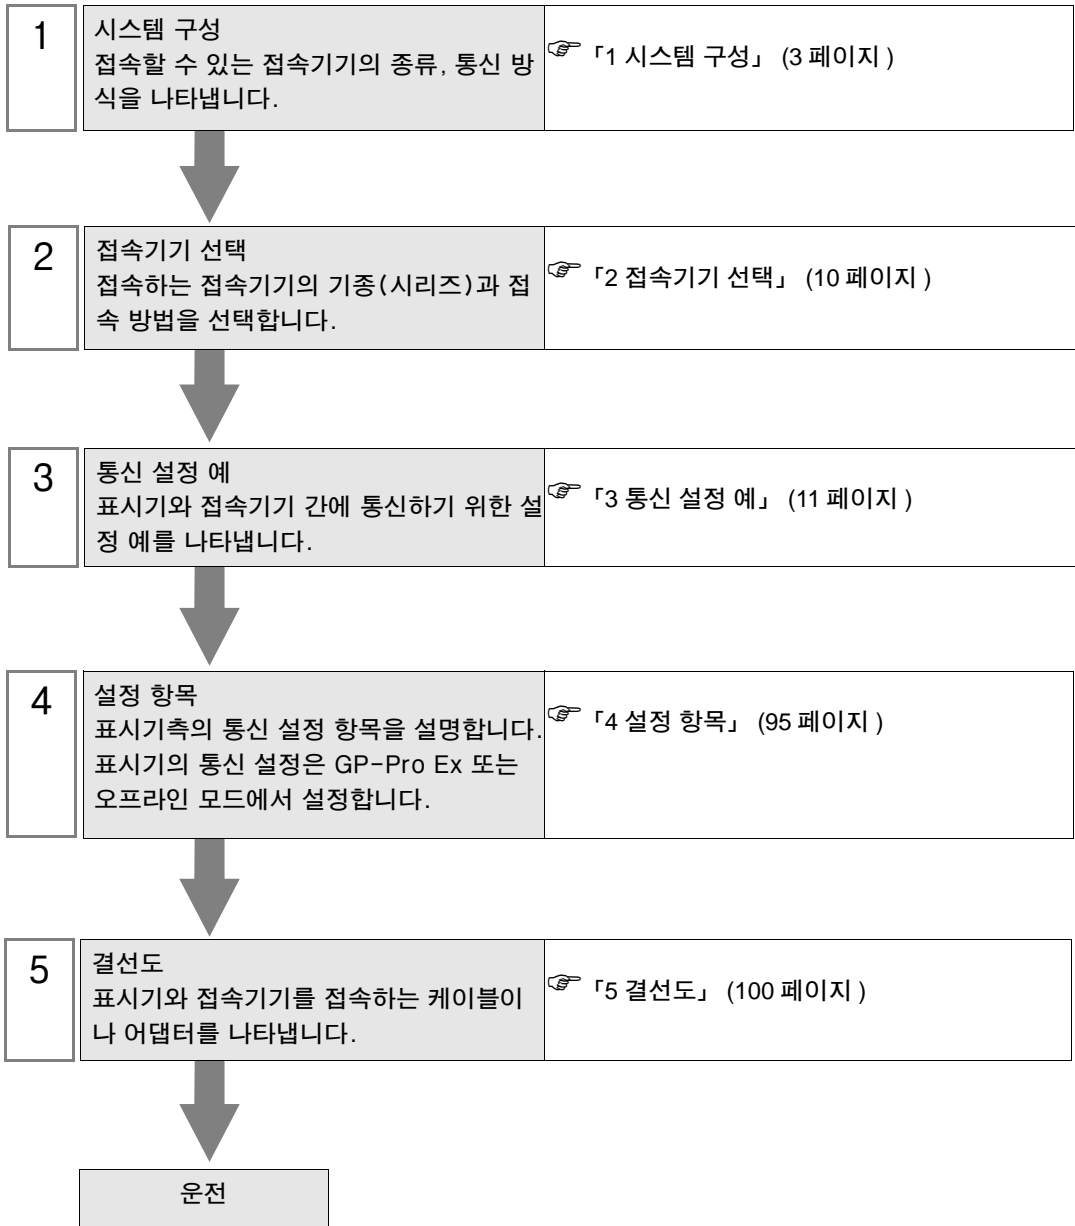 1
시스템 구성
접속할 수 있는 접속기기의 종류, 통신 방
식을 나타냅니다.
☞ 「1 시스템 구성」 (3 페이지 )
2
접속기기 선택
접속하는 접속기기의 기종(시리즈)과 접
속 방법을 선택합니다.
☞ 「2 접속기기 선택」 (10 페이지 )
3
통신 설정 예
표시기와 접속기기 간에 통신하기 위한 설
정 예를 나타냅니다.
☞ 「3 통신 설정 예」 (11 페이지 )
4
설정 항목
표시기측의 통신 설정 항목을 설명합니다.
표시기의 통신 설정은 GP-Pro Ex 또는
오프라인 모드에서 설정합니다.
☞ 「4 설정 항목」 (95 페이지 )
5
결선도
표시기와 접속기기를 접속하는 케이블이
나 어댑터를 나타냅니다.
☞ 「5 결선도」 (100 페이지 )
운전